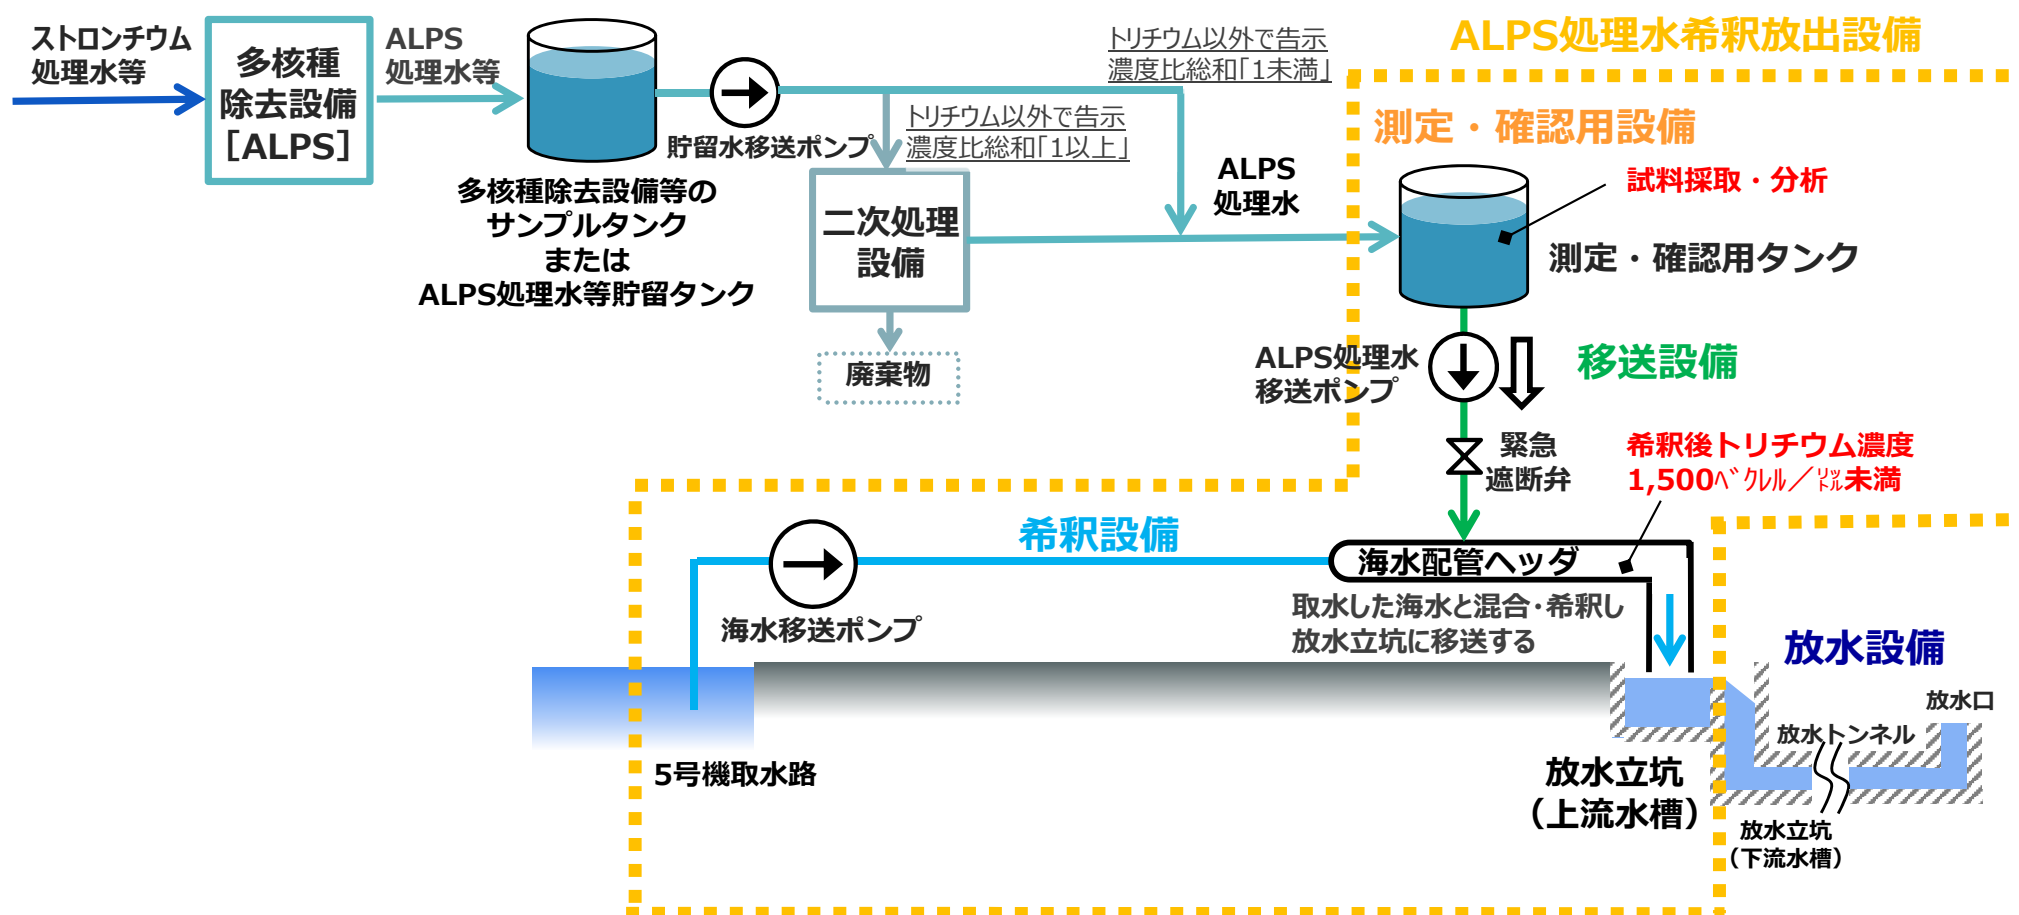 ストロンチウム
処理水等
多核種
除去設備
[ALPS]
ALPS
処理水等
貯留水移送ポンプ
多核種除去設備等の
サンプルタンク
または
ALPS処理水等貯留タンク
トリチウム以外で告示
濃度比総和「1未満」
トリチウム以外で告示
濃度比総和「1以上」
二次処理
設備
廃棄物
ALPS
処理水
ALPS処理水希釈放出設備
測定・確認用設備
試料採取・分析
測定・確認用タンク
ALPS処理水
移送ポンプ
移送設備
緊急
遮断弁
希釈後トリチウム濃度
1,500ﾍﾞｸﾚﾙ／㍑未満
希釈設備
海水移送ポンプ
海水配管ヘッダ
取水した海水と混合・希釈し
放水立坑に移送する
5号機取水路
放水設備
放水口
放水トンネル
放水立坑
（上流水槽）
放水立坑
（下流水槽）